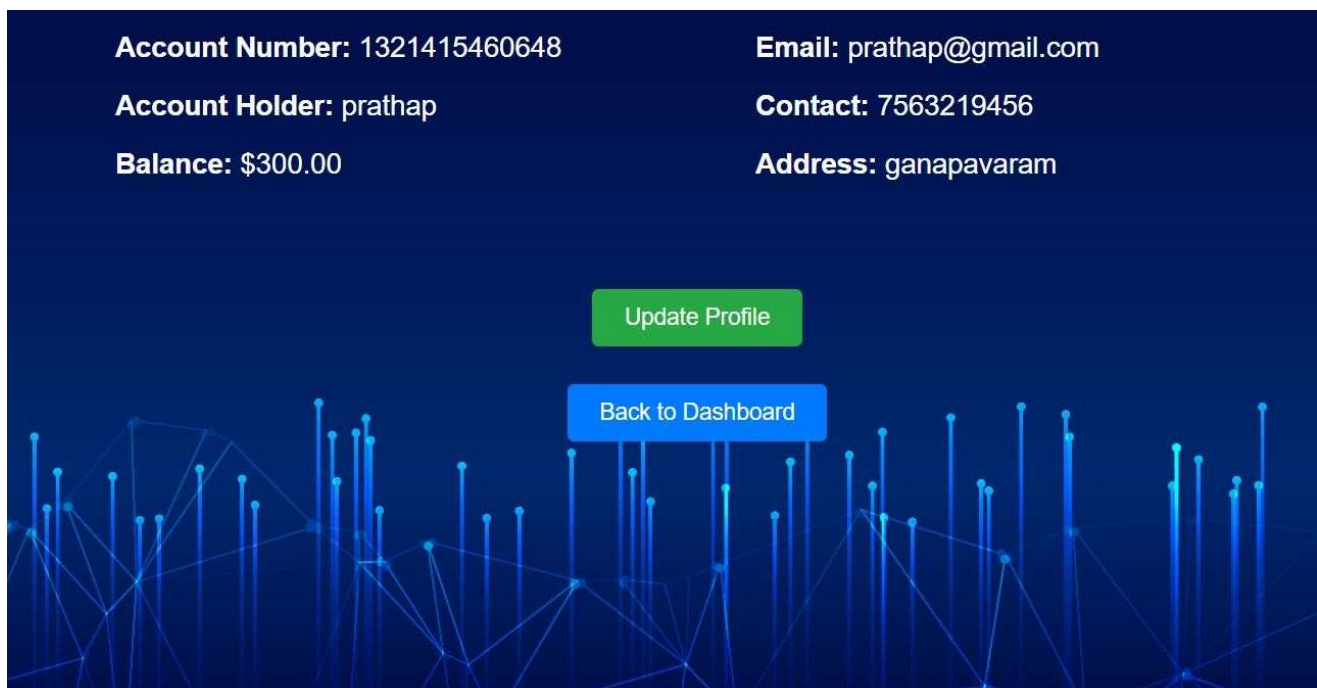 Account Number: 1321415460648
Email: prathap@gmail.com
Account Holder: prathap
Contact: 7563219456
Balance: $300.00
Address: ganapavaram
Update Profile
Back to Dashboard